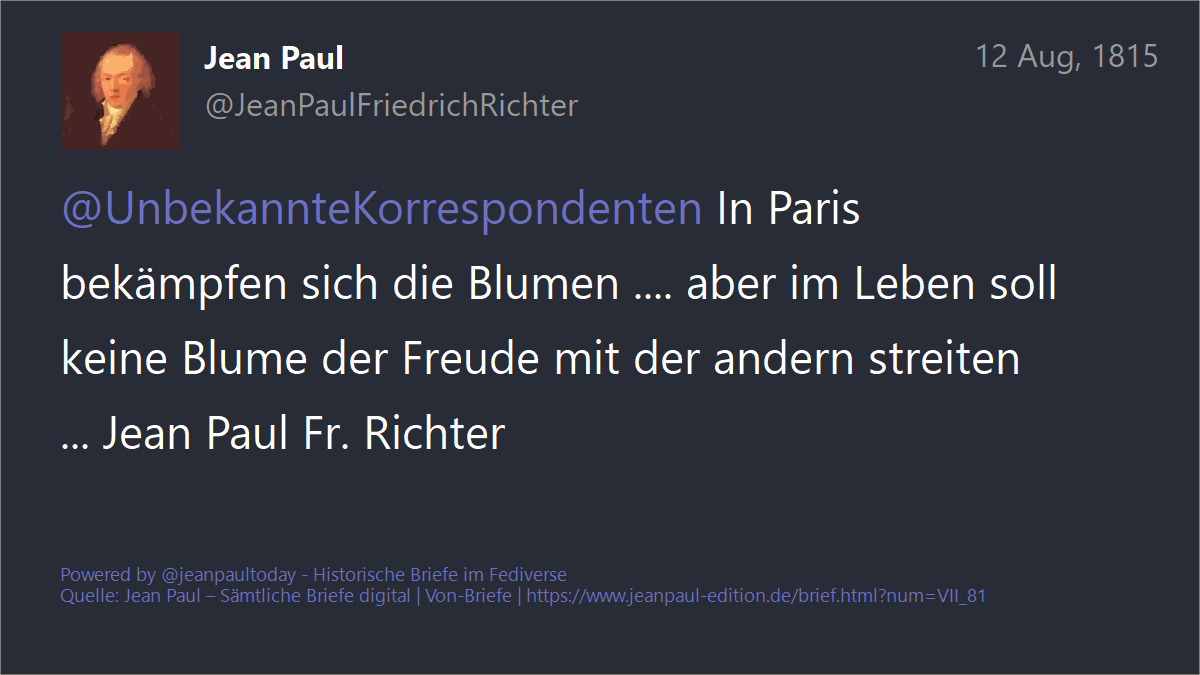 Jean Paul
12 Aug, 1815
@JeanPaulFriedrichRichter
@UnbekannteKorrespondenten In Paris
bekämpfen sich die Blumen .... aber im Leben soll
keine Blume der Freude mit der andern streiten
... Jean Paul Fr. Richter
Powered by @jeanpaultoday - Historische Briefe im Fediverse
Quelle: Jean Paul – Sämtliche Briefe digital | Von-Briefe | https://www.jeanpaul-edition.de/brief.html?num=VII_81